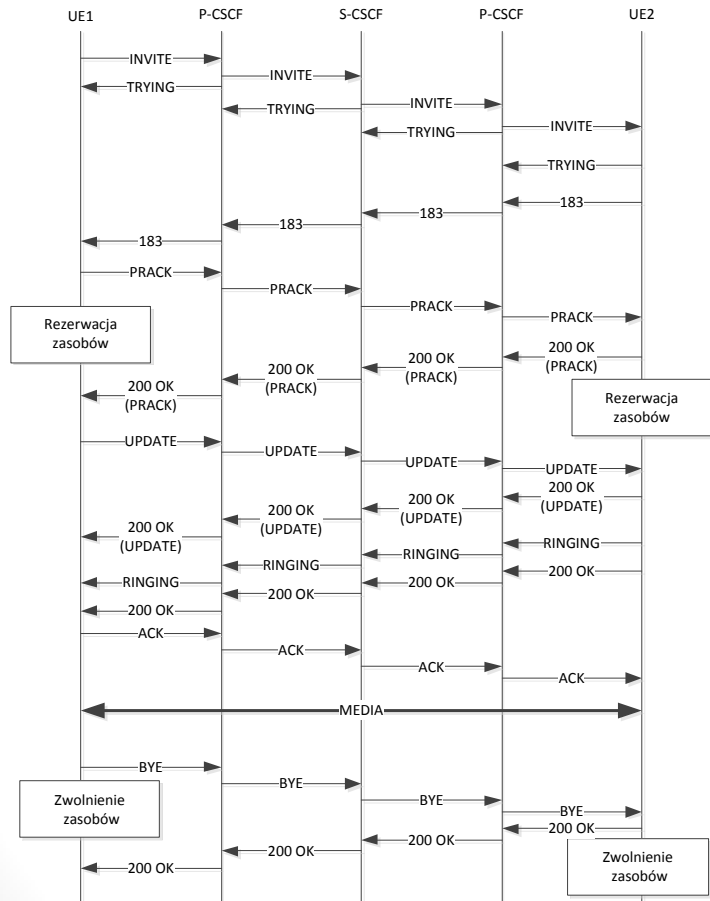 UE1 P-CSCF S-CSCF P-CSCF UE2
INVITE
INVITE
TRYING
INVITE
TRYING
INVITE
TRYING
TRYING
183
183
183
183
PRACK
PRACK
PRACK
PRACK
Rezerwacja
zasobów
200 OK
(PRACK)
200 OK
(PRACK)
200 OK
(PRACK)
200 OK
(PRACK)
Rezerwacja
zasobów
UPDATE
UPDATE
UPDATE
UPDATE
200 OK
(UPDATE)
200 OK
(UPDATE)
200 OK
(UPDATE)
200 OK
(UPDATE)
RINGING
RINGING
RINGING
RINGING
200 OK
200 OK
200 OK
200 OK
ACK
ACK
ACK
ACK
MEDIA
BYE
BYE
BYE
BYE
Zwolnienie
zasobów
200 OK
200 OK
200 OK
200 OK
Zwolnienie
zasobów